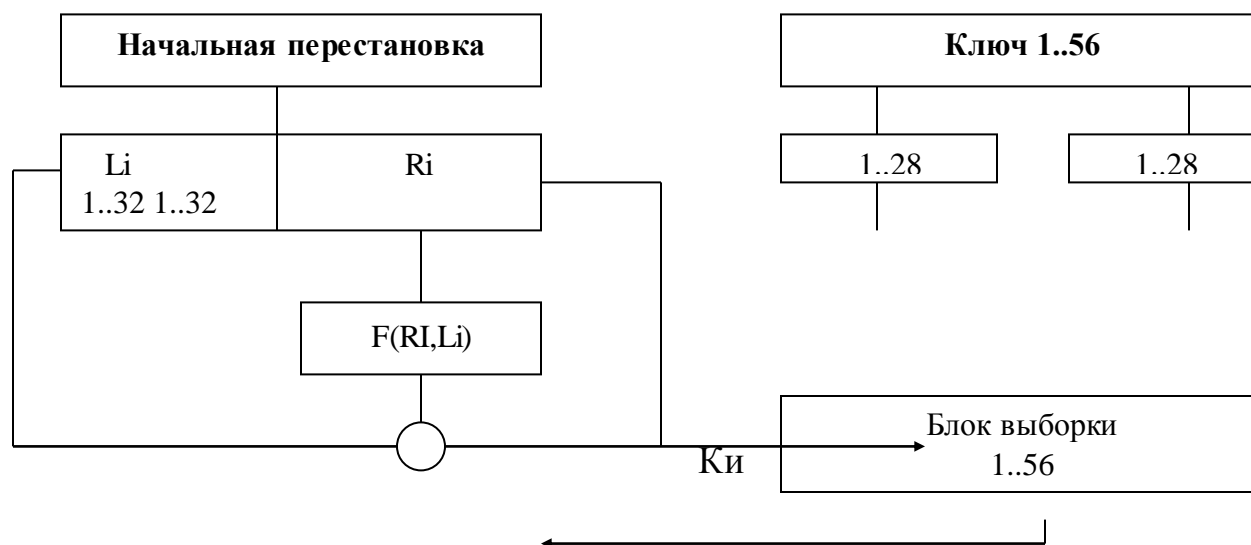 Начальная перестановка
Ключ 1..56
Li
Ri
1..32 1..32
1..28
1..28
F(RI,Li)
Блок выборки
1..56
Ки